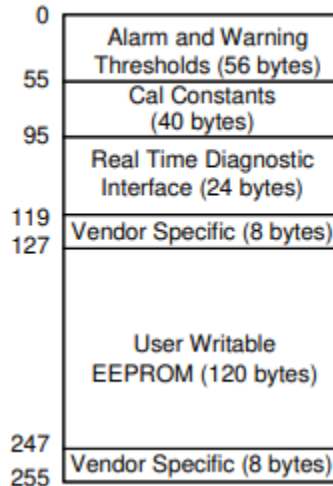 0
Alarm and Warning
Thresholds (56 bytes)
55
Cal Constants
(40 bytes)
95
Real Time Diagnostic
Interface (24 bytes)
119
Vendor Specific (8 bytes)
127
User Writable
EEPROM (120 bytes)
247
Vendor Specific (8 bytes)
255